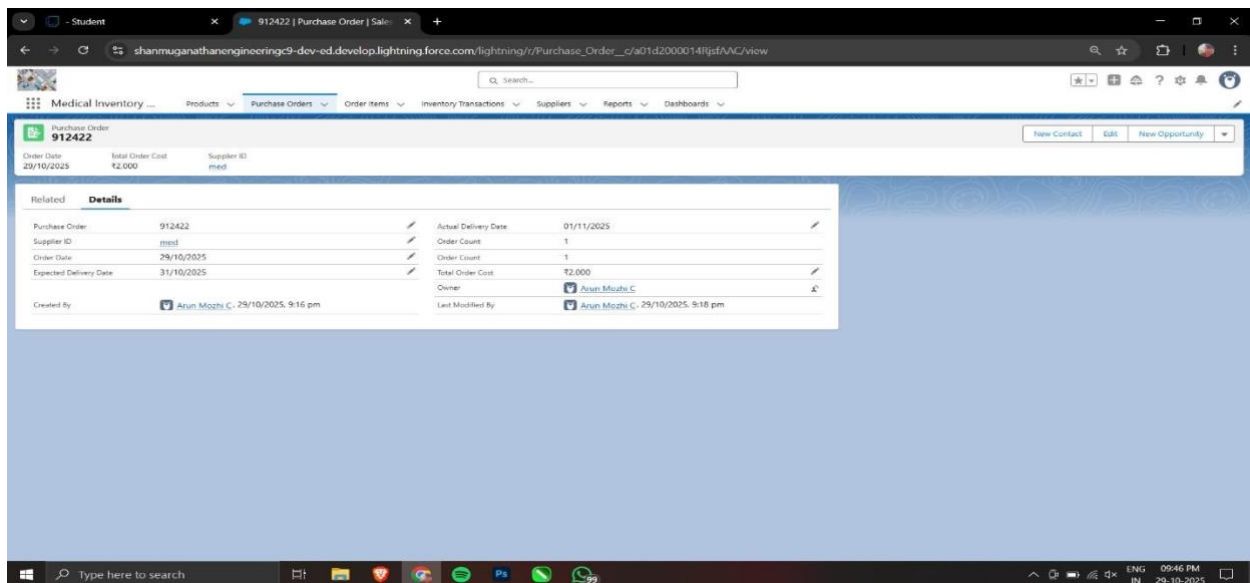 - Student
912422 | Purchase Order | Sales
shanmuganathanengineeringc9-dev-ed.develop.lightning.force.com/lightning/r/Purchase_Order__c/a01d2000014RjsfAAC/view
Search...
Medical Inventory ... Products Purchase Orders Order Items Inventory Transactions Suppliers Reports Dashboards
Purchase Order
912422
New Contact Edit New Opportunity
Order Date Total Order Cost Supplier ID
29/10/2025 ₹2,000 med
Related Details
Purchase Order 912422 Actual Delivery Date 01/11/2025
Supplier ID med Order Count 1
Order Date 29/10/2025 Order Count 1
Expected Delivery Date 31/10/2025 Total Order Cost ₹2,000
Owner Arun Mozhi C
Created By Arun Mozhi C, 29/10/2025, 9:16 pm Last Modified By Arun Mozhi C, 29/10/2025, 9:18 pm
Type here to search
Ps
99
ENG 09:46 PM
IN 29-10-2025